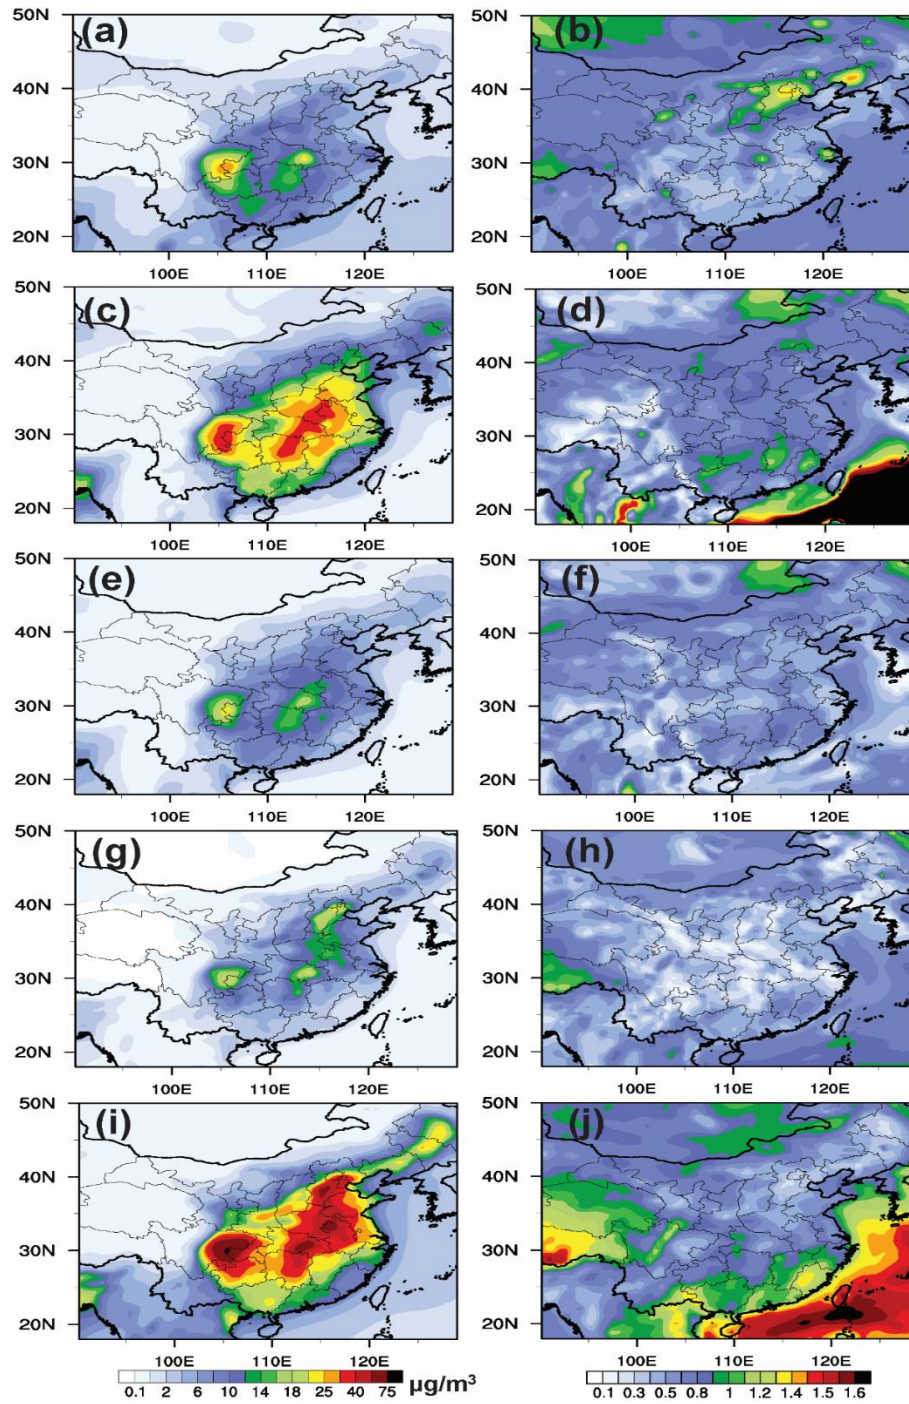 (a) (b)
50N 50N
40N 40N
30N 30N
20N 20N
100E 110E 120E 100E 110E 120E
(c) (d)
50N 50N
40N 40N
30N 30N
20N 20N
100E 110E 120E 100E 110E 120E
(e) (f)
50N 50N
40N 40N
30N 30N
20N 20N
100E 110E 120E 100E 110E 120E
(g) (h)
50N 50N
40N 40N
30N 30N
20N 20N
100E 110E 120E 100E 110E 120E
(i) (j)
50N 50N
40N 40N
30N 30N
20N 20N
100E 110E 120E 100E 110E 120E
0.1 2 6 10 14 18 25 40 75 µg/m³ 0.1 0.3 0.5 0.8 1 1.2 1.4 1.5 1.6